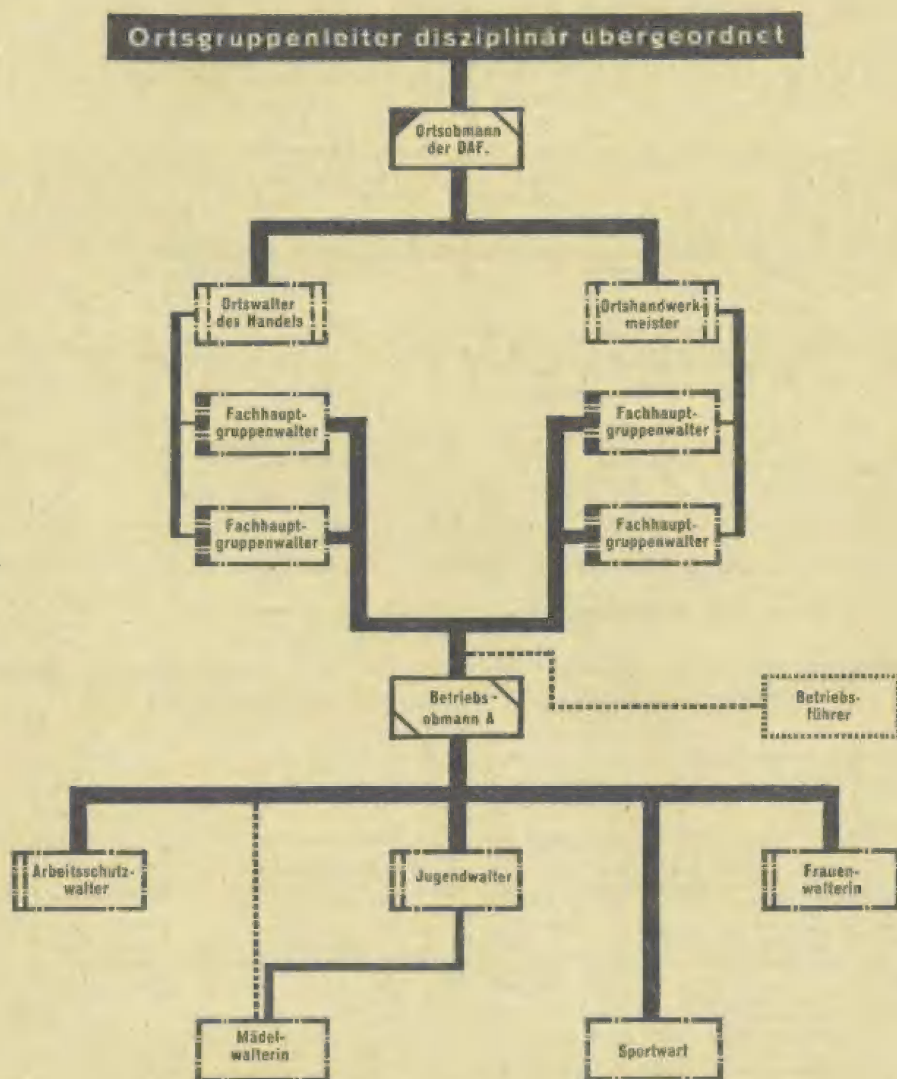 Ortsgruppenleiter disziplinär übergeordnet
Ortsobmann
der DAF.
Ortswalter
des Handels
Ortshandwerk-
meister
Fachhaupt-
gruppenwalter
Fachhaupt-
gruppenwalter
Fachhaupt-
gruppenwalter
Fachhaupt-
gruppenwalter
Betriebs-
obmann A
Betriebs-
führer
Arbeitsschutz-
walter
Jugendwalter
Frauen-
walterin
Mädel-
walterin
Sportwart